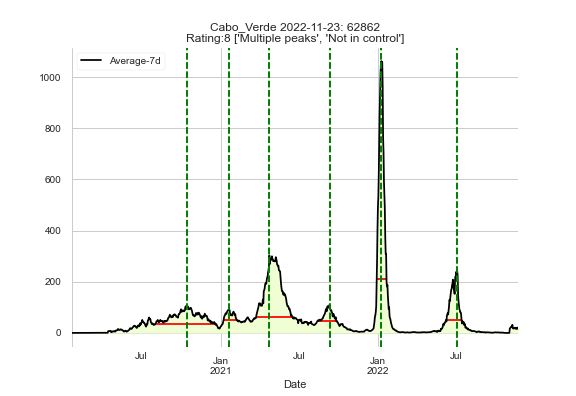 Cabo_Verde 2022-11-23: 62862
Rating:8 ['Multiple peaks', 'Not in control']
Average-7d
1000
800
600
400
200
0
Jul
Jan
2021
Jul
Jan
2022
Jul
Date